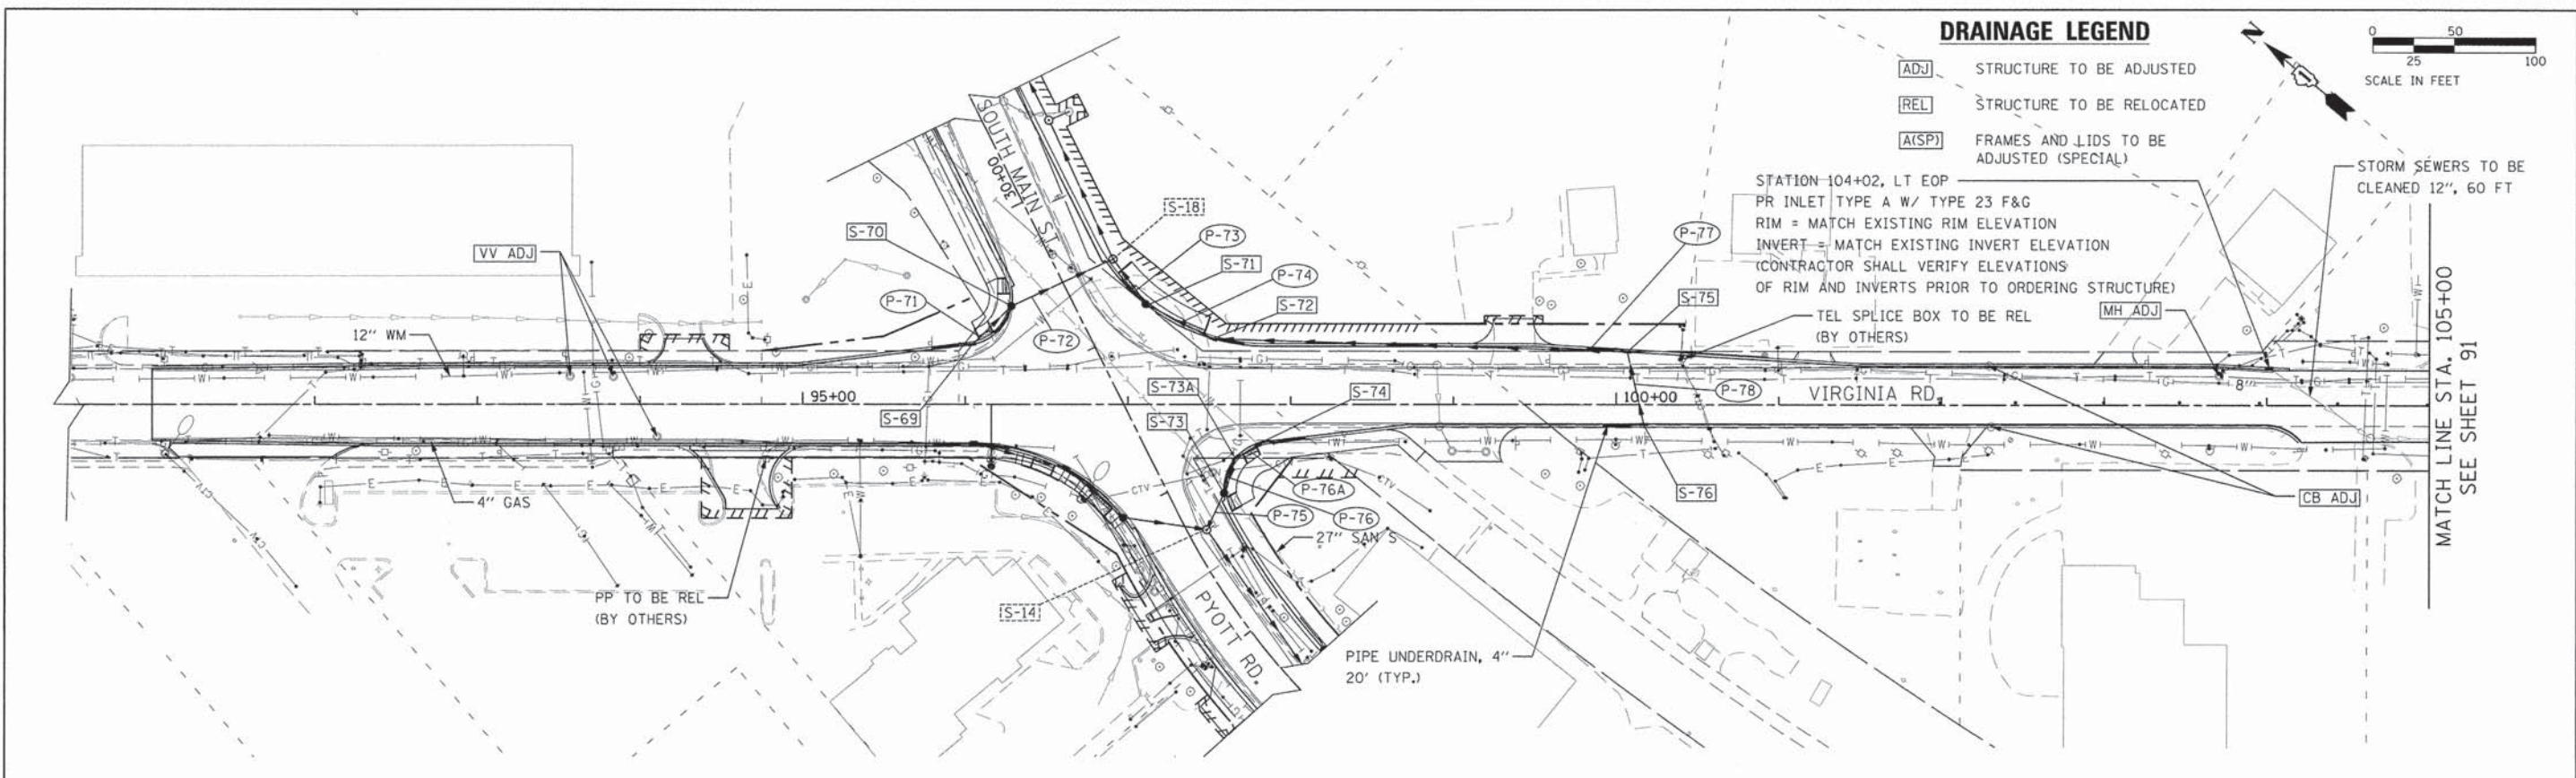 DRAINAGE LEGEND
ADJ STRUCTURE TO BE ADJUSTED
REL STRUCTURE TO BE RELOCATED
A(SP) FRAMES AND LIDS TO BE
ADJUSTED (SPECIAL)
N
0 50
25 100
SCALE IN FEET
STATION 104+02, LT EOP
PR INLET TYPE A W/ TYPE 23 F&G
RIM = MATCH EXISTING RIM ELEVATION
INVERT = MATCH EXISTING INVERT ELEVATION
(CONTRACTOR SHALL VERIFY ELEVATIONS
OF RIM AND INVERTS PRIOR TO ORDERING STRUCTURE)
STORM SEWERS TO BE
CLEANED 12", 60 FT
TEL SPLICE BOX TO BE REL
(BY OTHERS)
MH ADJ
SOUTH MAIN ST.
30+00
S-18
S-70
P-73
S-71
P-77
VV ADJ
P-74
P-71
S-72
S-75
12" WM
P-72
S-73A
S-74
P-78
8"
95+00
100+00
VIRGINIA RD.
S-69
S-73
4" GAS
CTV
CTV
CTV
CTV
P-76A
S-76
CB ADJ
P-75
P-76
27" SAN S
PP TO BE REL
(BY OTHERS)
S-14
PYOTT RD.
PIPE UNDERDRAIN, 4"
20' (TYP.)
MATCH LINE STA. 105+00
SEE SHEET 91